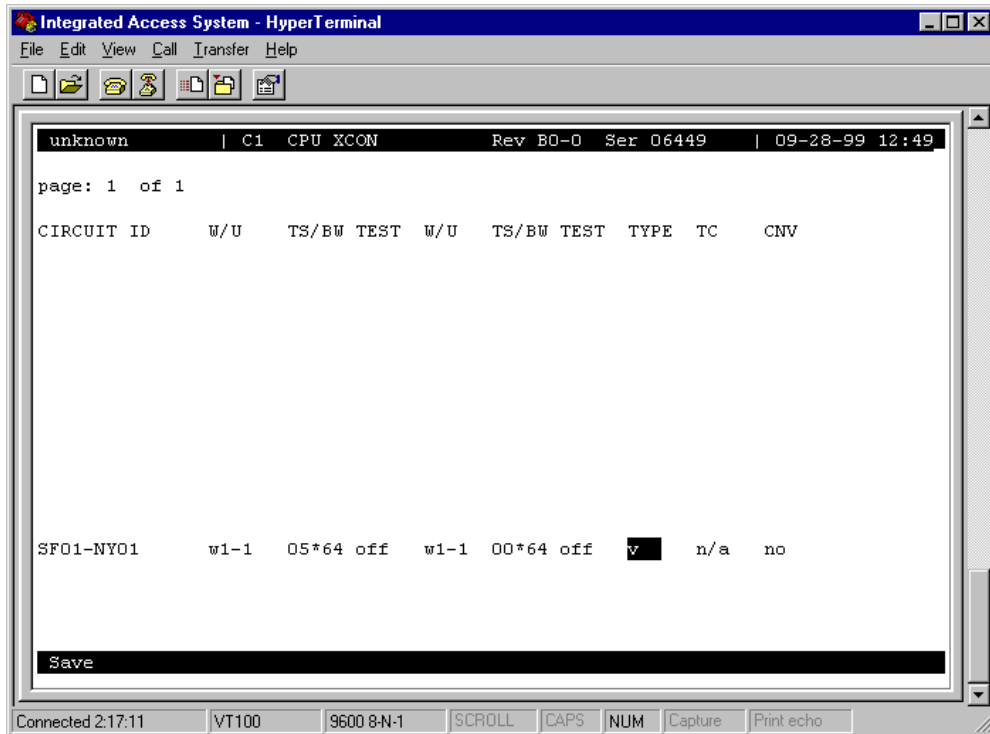 Integrated Access System - HyperTerminal
File Edit View Call Transfer Help
unknown | C1 CPU XCON Rev B0-0 Ser 06449 | 09-28-99 12:49
page: 1 of 1
CIRCUIT ID W/U TS/BW TEST W/U TS/BW TEST TYPE TC CNV
SF01-NY01 w1-1 05*64 off w1-1 00*64 off v n/a no
Save
Connected 2:17:11 VT100 9600 8-N-1 SCROLL CAPS NUM Capture Print echo